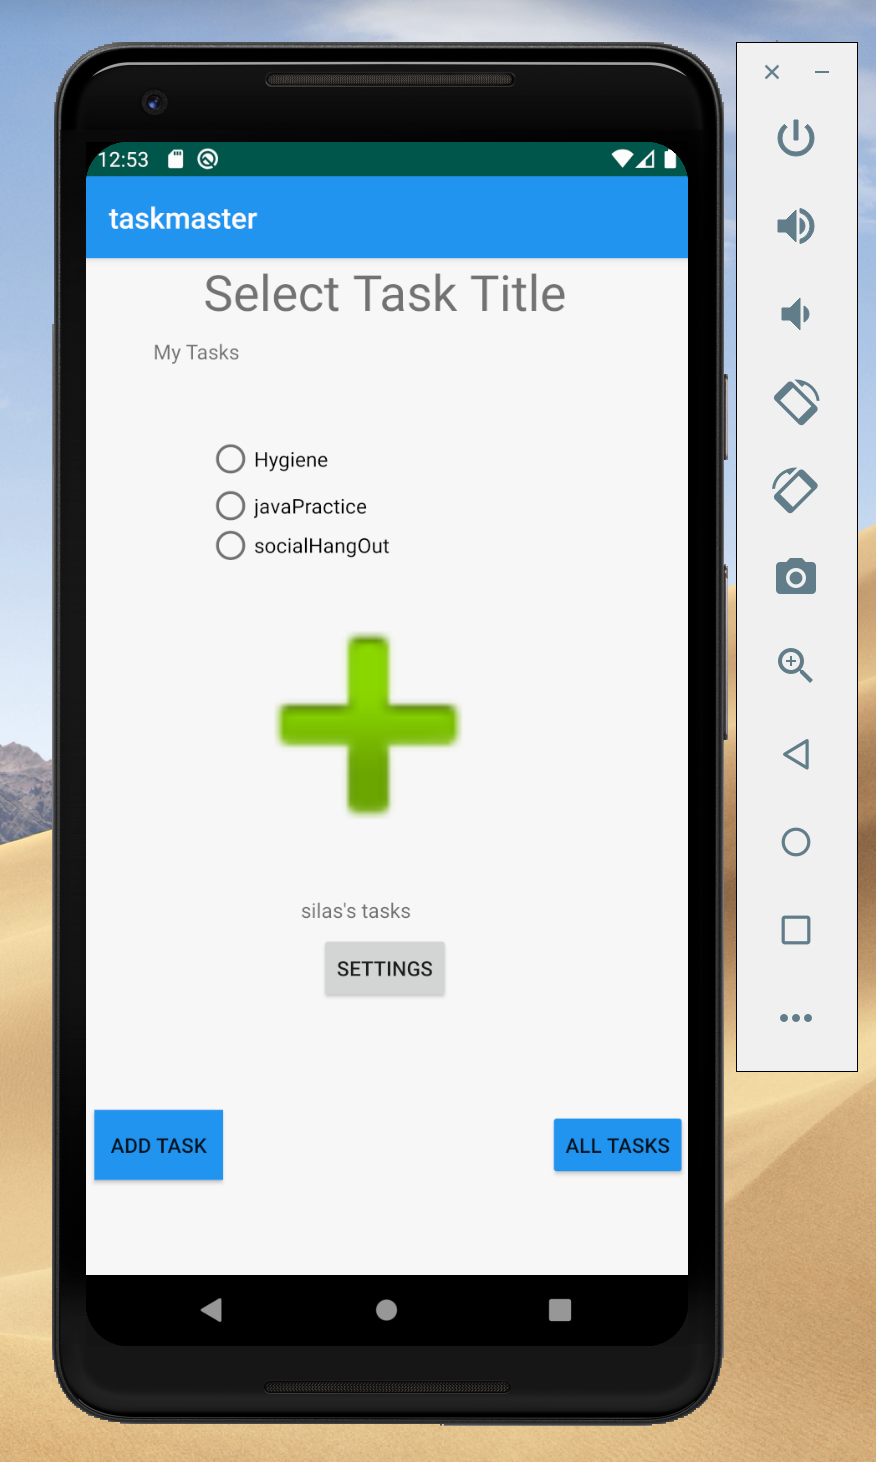 12:53
taskmaster
Select Task Title
My Tasks
Hygiene
javaPractice
socialHangOut
silas's tasks
SETTINGS
ADD TASK
ALL TASKS